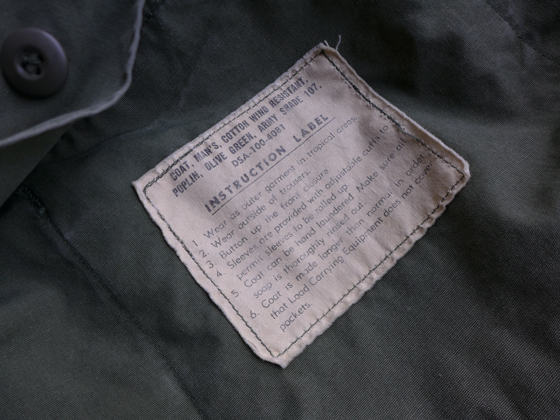 COAT, MAN'S, COTTON WIND RESISTANT,
POPLIN, OLIVE GREEN, ARMY SHADE 107.
DSA-100-4081
INSTRUCTION LABEL
1. Wear as outer garment in tropical areas.
2. Wear outside of trousers.
3. Button up the front closure.
4. Sleeves are provided with adjustable cuffs to
permit sleeves to be rolled up.
5. Coat can be hand laundered. Make sure all
soap is thoroughly rinsed out.
6. Coat is made larger than normal in order
that Load Carrying Equipment does not
pockets.